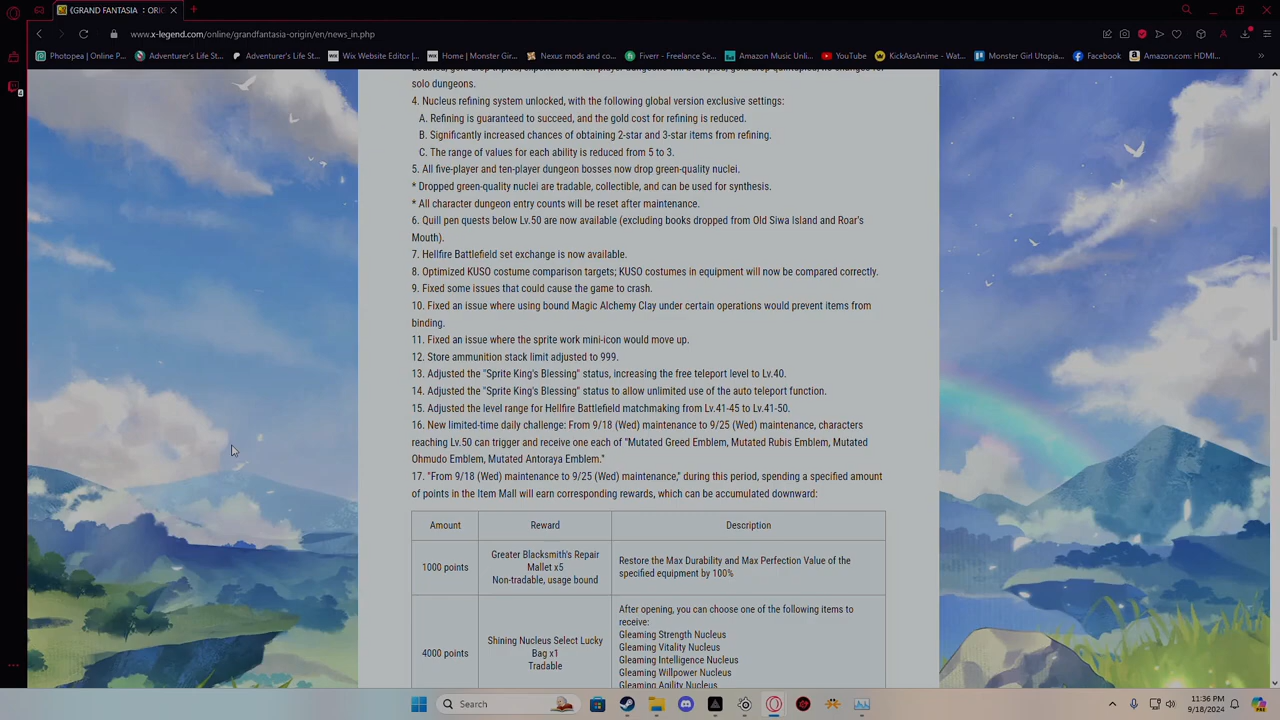 《GRAND FANTASIA : ORIG
www.x-legend.com/online/grandfantasia-origin/en/news_in.php
Photopea | Online P...
Adventurer's Life St...
Adventurer's Life St...
Wix Website Editor |...
Home | Monster Gir...
Nexus mods and co...
Fiverr - Freelance Se...
Amazon Music Unli...
YouTube
KickAssAnime - Wat...
Monster Girl Utopia...
Facebook
Amazon.com: HDMI...
solo dungeons.
4. Nucleus refining system unlocked, with the following global version exclusive settings:
A. Refining is guaranteed to succeed, and the gold cost for refining is reduced.
B. Significantly increased chances of obtaining 2-star and 3-star items from refining.
C. The range of values for each ability is reduced from 5 to 3.
5. All five-player and ten-player dungeon bosses now drop green-quality nuclei.
* Dropped green-quality nuclei are tradable, collectible, and can be used for synthesis.
* All character dungeon entry counts will be reset after maintenance.
6. Quill pen quests below Lv.50 are now available (excluding books dropped from Old Siwa Island and Roar's
Mouth).
7. Hellfire Battlefield set exchange is now available.
8. Optimized KUSO costume comparison targets; KUSO costumes in equipment will now be compared correctly.
9. Fixed some issues that could cause the game to crash.
10. Fixed an issue where using bound Magic Alchemy Clay under certain operations would prevent items from
binding.
11. Fixed an issue where the sprite work mini-icon would move up.
12. Store ammunition stack limit adjusted to 999.
13. Adjusted the "Sprite King's Blessing" status, increasing the free teleport level to Lv.40.
14. Adjusted the "Sprite King's Blessing" status to allow unlimited use of the auto teleport function.
15. Adjusted the level range for Hellfire Battlefield matchmaking from Lv.41-45 to Lv.41-50.
16. New limited-time daily challenge: From 9/18 (Wed) maintenance to 9/25 (Wed) maintenance, characters
reaching Lv.50 can trigger and receive one each of "Mutated Greed Emblem, Mutated Rubis Emblem, Mutated
Ohmudo Emblem, Mutated Antoraya Emblem."
17. "From 9/18 (Wed) maintenance to 9/25 (Wed) maintenance," during this period, spending a specified amount
of points in the Item Mall will earn corresponding rewards, which can be accumulated downward:
Amount
Reward
Description
1000 points
Greater Blacksmith's Repair
Mallet x5
Non-tradable, usage bound
Restore the Max Durability and Max Perfection Value of the
specified equipment by 100%
4000 points
Shining Nucleus Select Lucky
Bag x1
Tradable
After opening, you can choose one of the following items to
receive:
Gleaming Strength Nucleus
Gleaming Vitality Nucleus
Gleaming Intelligence Nucleus
Gleaming Willpower Nucleus
Gleaming Agility Nucleus
Search
11:36 PM
9/18/2024